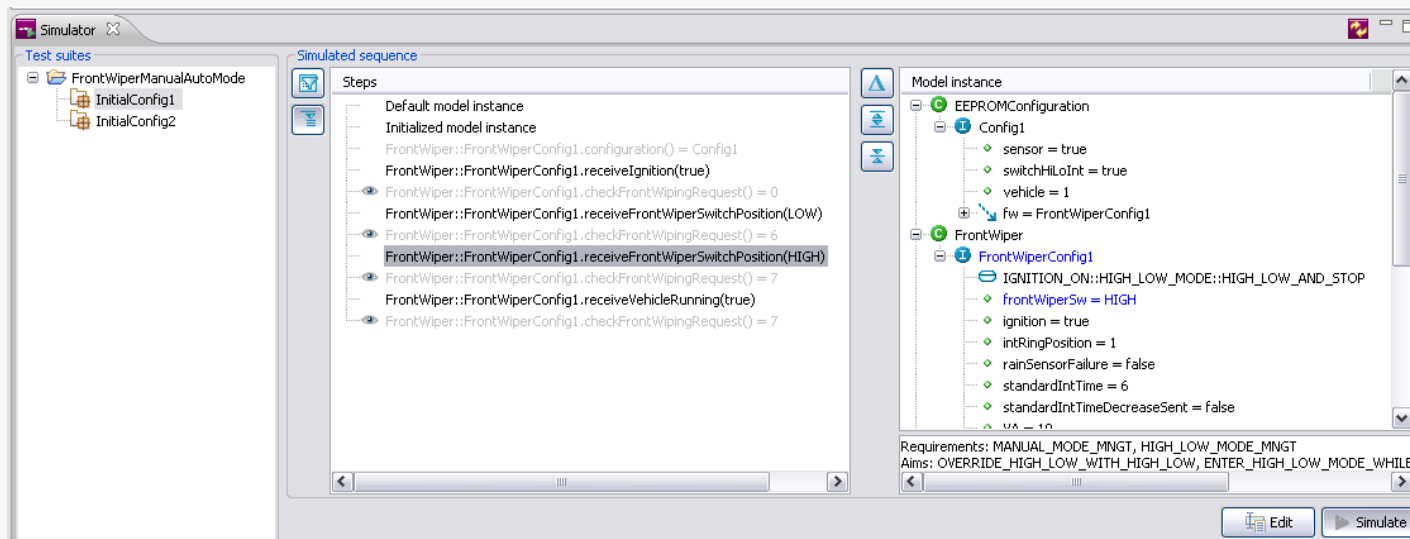 Simulator
Test suites
FrontWiperManualAutoMode
InitialConfig1
InitialConfig2
Simulated sequence
Steps
Default model instance
Initialized model instance
FrontWiper::FrontWiperConfig1.configuration() = Config1
FrontWiper::FrontWiperConfig1.receiveIgnition(true)
FrontWiper::FrontWiperConfig1.checkFrontWipingRequest() = 0
FrontWiper::FrontWiperConfig1.receiveFrontWiperSwitchPosition(LOW)
FrontWiper::FrontWiperConfig1.checkFrontWipingRequest() = 6
FrontWiper::FrontWiperConfig1.receiveFrontWiperSwitchPosition(HIGH)
FrontWiper::FrontWiperConfig1.checkFrontWipingRequest() = 7
FrontWiper::FrontWiperConfig1.receiveVehicleRunning(true)
FrontWiper::FrontWiperConfig1.checkFrontWipingRequest() = 7
Model instance
EEPROMConfiguration
Config1
sensor = true
switchHiLoInt = true
vehicle = 1
fw = FrontWiperConfig1
FrontWiper
FrontWiperConfig1
IGNITION_ON::HIGH_LOW_MODE::HIGH_LOW_AND_STOP
frontWiperSw = HIGH
ignition = true
intRingPosition = 1
rainSensorFailure = false
standardIntTime = 6
standardIntTimeDecreaseSent = false
Requirements: MANUAL_MODE_MNGT, HIGH_LOW_MODE_MNGT
Aims: OVERRIDE_HIGH_LOW_WITH_HIGH_LOW, ENTER_HIGH_LOW_MODE_WHILE
Edit
Simulate